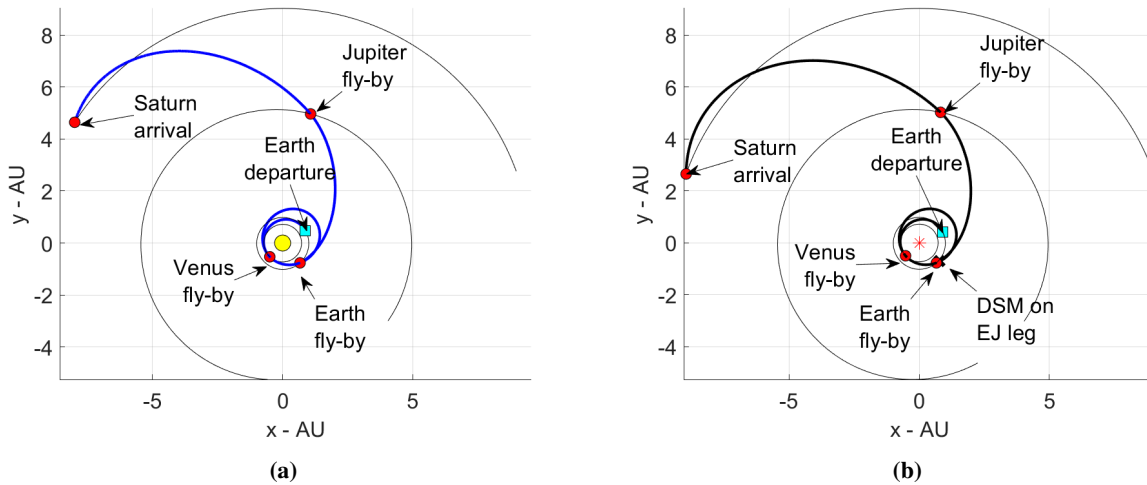 8
6
4
2
0
-2
-4
y - AU
-5
0
5
x - AU
Jupiter
fly-by
Saturn
arrival
Earth
departure
Venus
fly-by
Earth
fly-by
(a)
8
6
4
2
0
-2
-4
y - AU
-5
0
5
x - AU
Jupiter
fly-by
Earth
departure
Saturn
arrival
Venus
fly-by
Earth
fly-by
DSM on
EJ leg
(b)